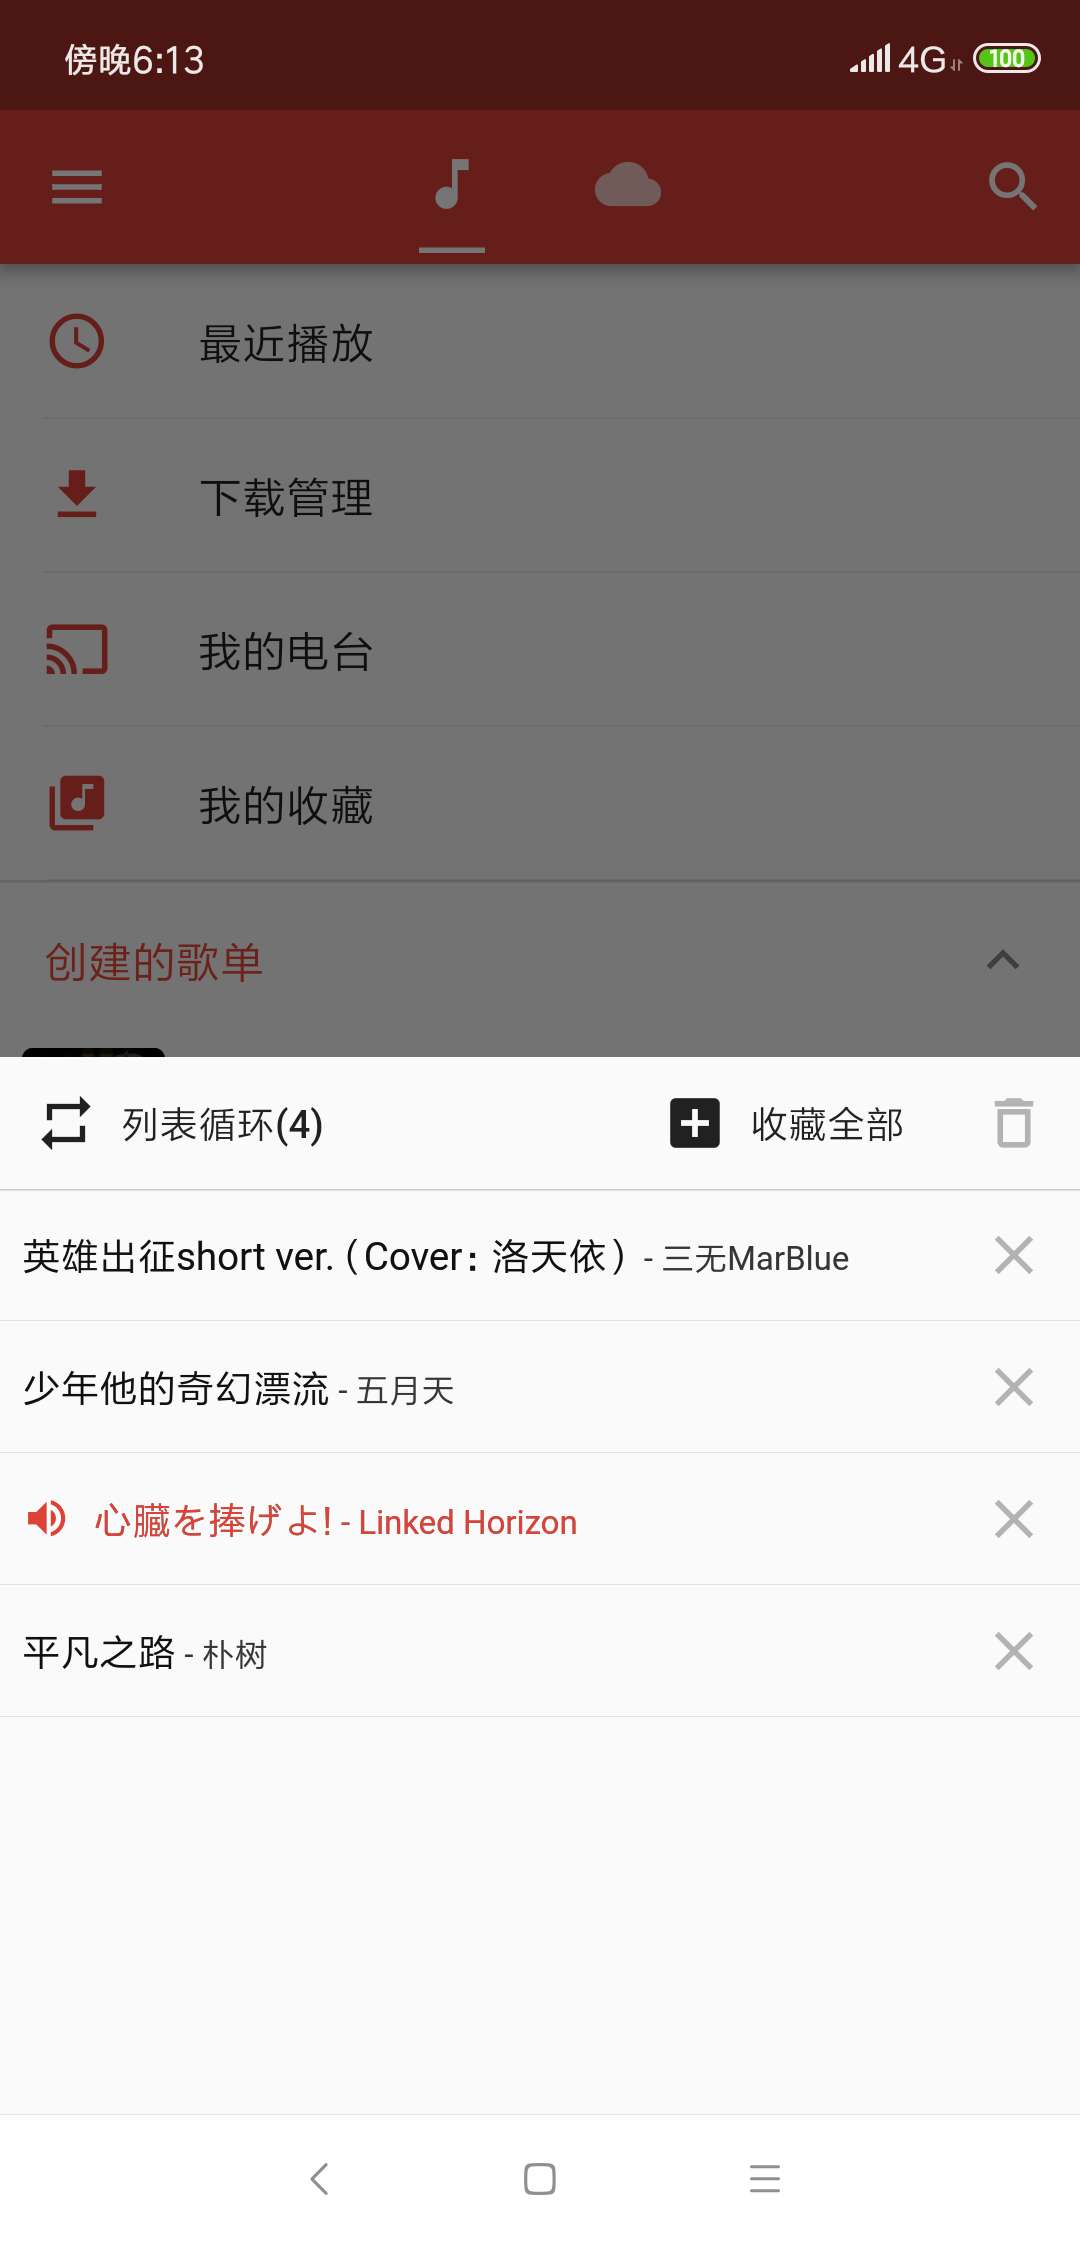 傍晚6:13
4G
100
最近播放
下载管理
我的电台
我的收藏
创建的歌单
列表循环(4)
收藏全部
英雄出征short ver.（Cover：洛天依） - 三无MarBlue
少年他的奇幻漂流 - 五月天
心臓を捧げよ! - Linked Horizon
平凡之路 - 朴树